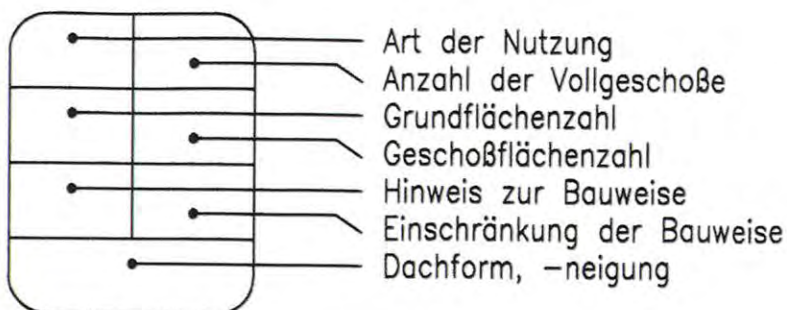 Art der Nutzung
Anzahl der Vollgeschoße
Grundflächenzahl
Geschoßflächenzahl
Hinweis zur Bauweise
Einschränkung der Bauweise
Dachform, -neigung